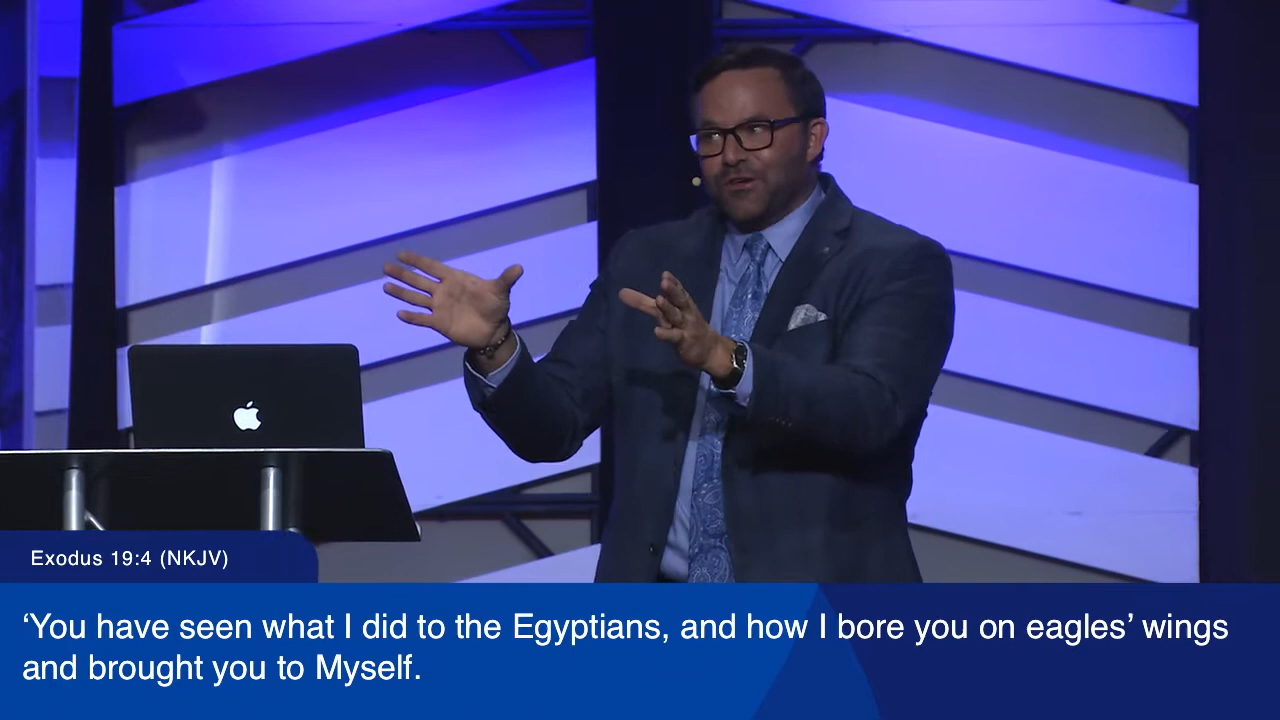 Exodus 19:4 (NKJV)
‘You have seen what I did to the Egyptians, and how I bore you on eagles’ wings
and brought you to Myself.